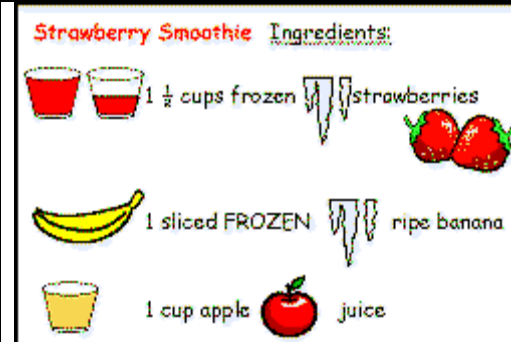 Strawberry Smoothie Ingredients:
1 ½ cups frozen strawberries
1 sliced FROZEN ripe banana
1 cup apple juice